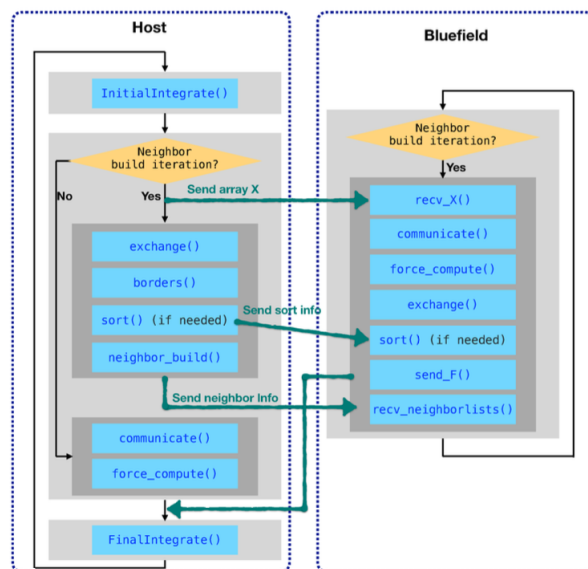 Host
InitialIntegrate()
Neighbor
build iteration?
No
Yes
Send array X
exchange()
borders()
sort() (if needed)
Send sort info
neighbor_build()
Send neighbor Info
communicate()
force_compute()
FinalIntegrate()
Bluefield
Neighbor
build iteration?
Yes
recv_X()
communicate()
force_compute()
exchange()
sort() (if needed)
send_F()
recv_neighborlists()